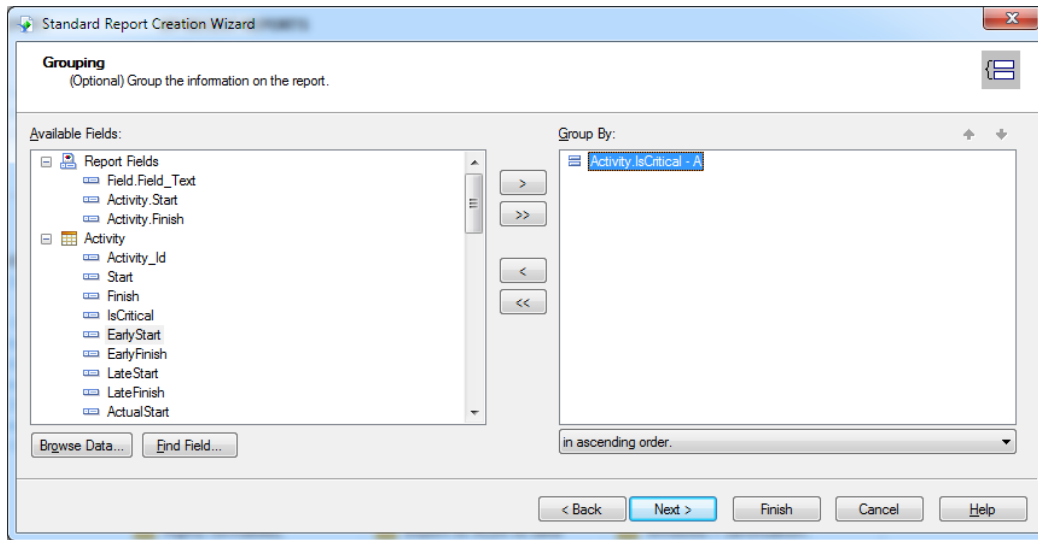 Standard Report Creation Wizard
Grouping
(Optional) Group the information on the report.
Available Fields:
Report Fields
Field.Field_Text
Activity.Start
Activity.Finish
Activity
Activity_Id
Start
Finish
IsCritical
EarlyStart
EarlyFinish
LateStart
LateFinish
ActualStart
Browse Data...
Find Field...
>
>>
<
<<
Group By:
Activity.IsCritical - A
in ascending order.
< Back
Next >
Finish
Cancel
Help